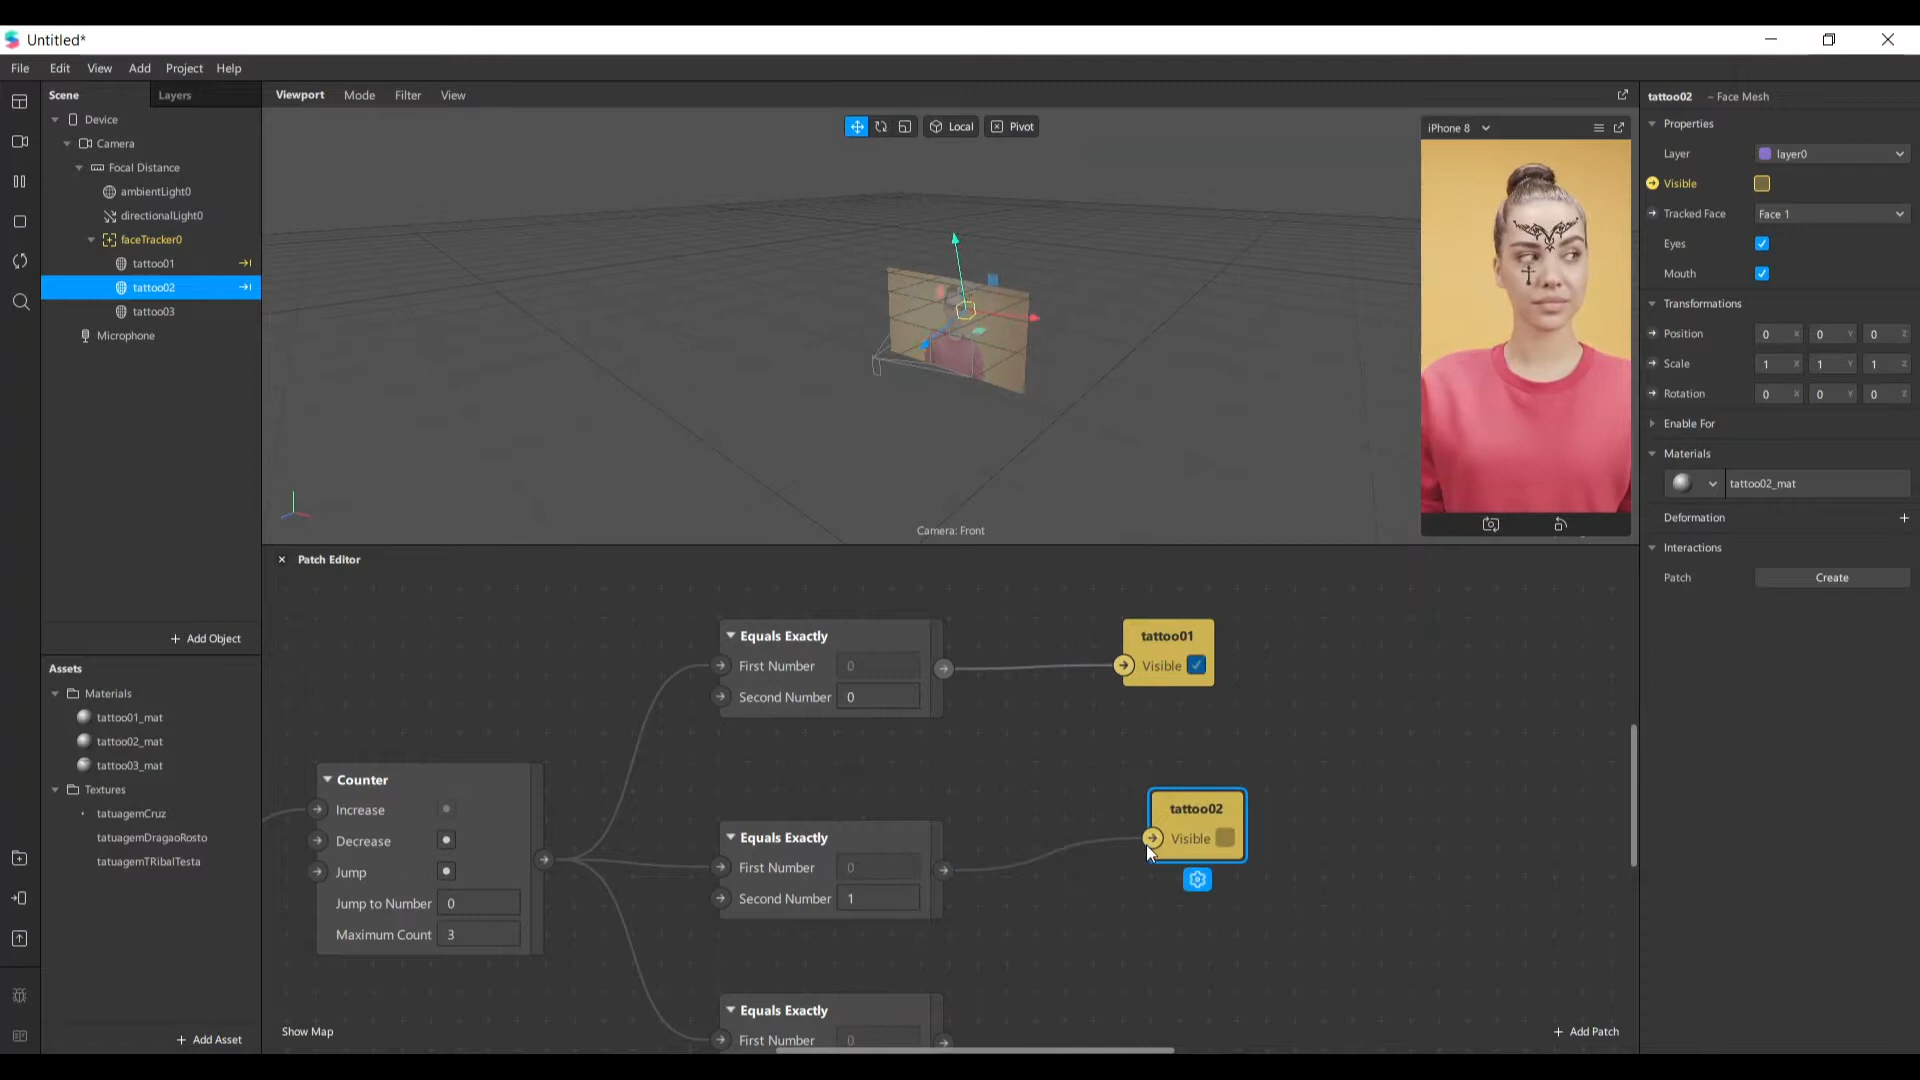 Untitled*
File Edit View Add Project Help
Scene Layers
Device
Camera
Focal Distance
ambientLight0
directionalLight0
faceTracker0
tattoo01
tattoo02
tattoo03
Microphone
+ Add Object
Assets
Materials
tattoo01_mat
tattoo02_mat
tattoo03_mat
Textures
tatuagemCruz
tatuagemDragaoRosto
tatuagemTRibalTesta
+ Add Asset
Viewport Mode Filter View
Local Pivot
Camera: Front
iPhone 8
Patch Editor
Counter
Increase
Decrease
Jump
Jump to Number 0
Maximum Count 3
Equals Exactly
First Number 0
Second Number 0
Equals Exactly
First Number 0
Second Number 1
Equals Exactly
First Number 0
tattoo01
Visible
tattoo02
Visible
Show Map
+ Add Patch
tattoo02 – Face Mesh
Properties
Layer layer0
Visible
Tracked Face Face 1
Eyes
Mouth
Transformations
Position 0 X 0 Y 0 Z
Scale 1 X 1 Y 1 Z
Rotation 0 X 0 Y 0 Z
Enable For
Materials
tattoo02_mat
Deformation +
Interactions
Patch Create